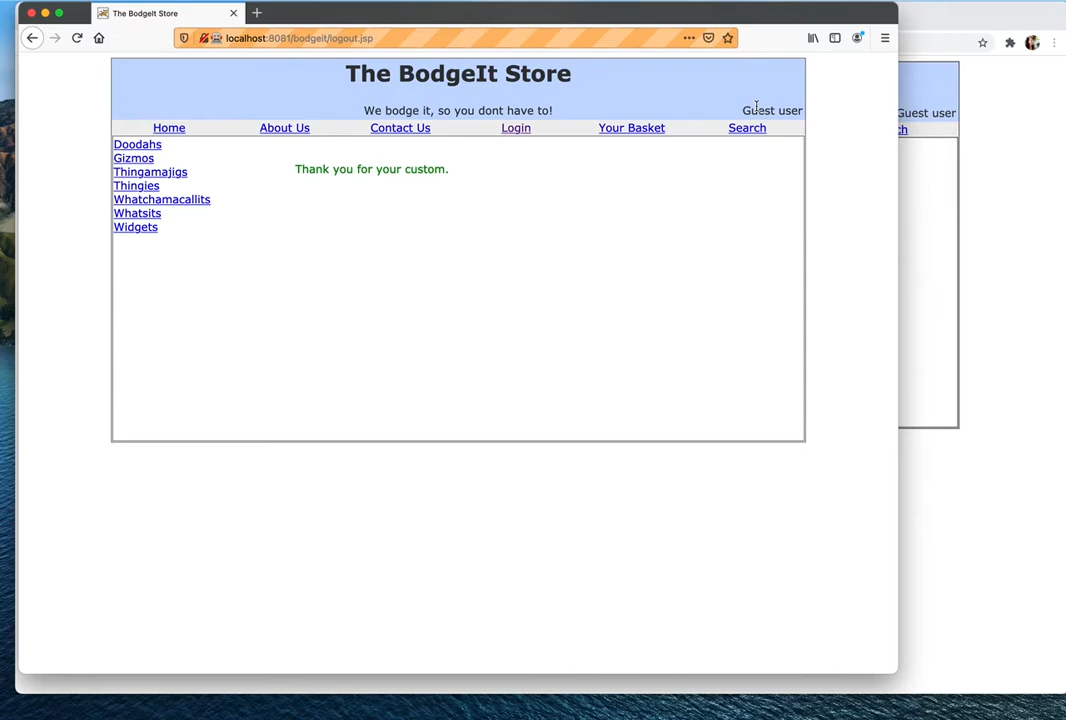 The BodgeIt Store
localhost:8081/bodgeit/logout.jsp
The BodgeIt Store
We bodge it, so you dont have to!
Guest user
Guest user
Home
About Us
Contact Us
Login
Your Basket
Search
ch
Doodahs
Gizmos
Thingamajigs
Thingies
Whatchamacallits
Whatsits
Widgets
Thank you for your custom.